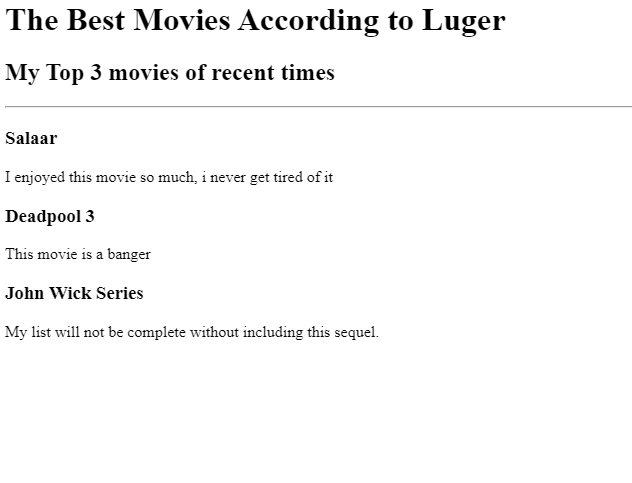 The Best Movies According to Luger
My Top 3 movies of recent times
Salaar
I enjoyed this movie so much, i never get tired of it
Deadpool 3
This movie is a banger
John Wick Series
My list will not be complete without including this sequel.